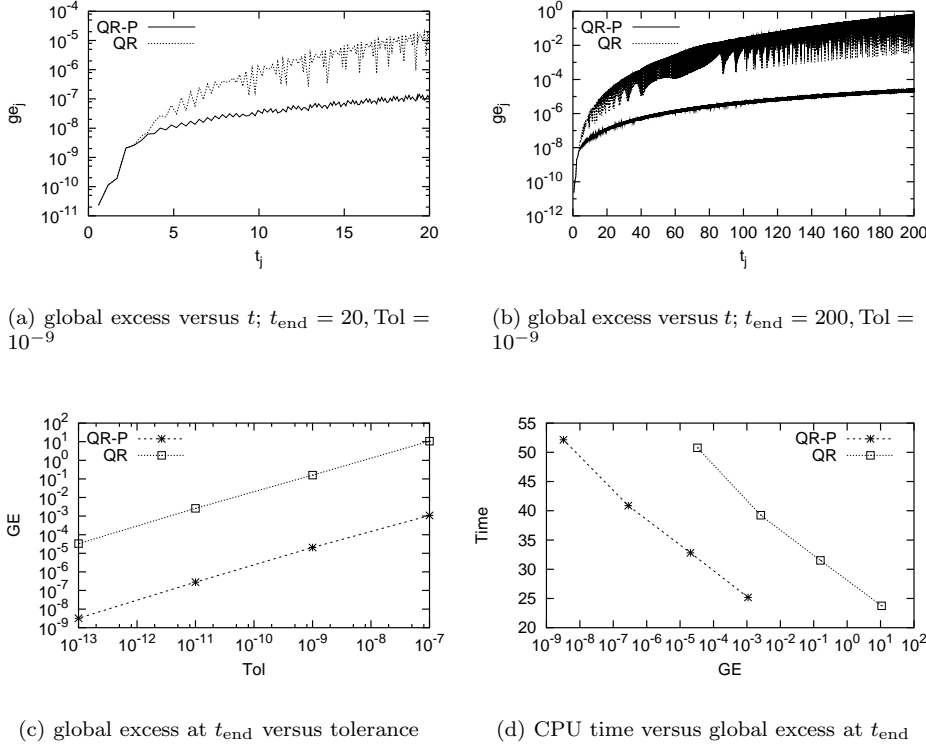 10^-4
10^-5
10^-6
10^-7
10^-8
10^-9
10^-10
10^-11
ge_j
QR-P
QR
0 5 10 15 20
t_j
(a) global excess versus t; t_end = 20, Tol =
10^−9
10^0
10^-2
10^-4
10^-6
10^-8
10^-10
10^-12
ge_j
QR-P
QR
0 20 40 60 80 100 120 140 160 180 200
t_j
(b) global excess versus t; t_end = 200, Tol =
10^−9
10^2
10^1
10^0
10^-1
10^-2
10^-3
10^-4
10^-5
10^-6
10^-7
10^-8
10^-9
GE
QR-P
QR
10^-13 10^-12 10^-11 10^-10 10^-9 10^-8 10^-7
Tol
(c) global excess at t_end versus tolerance
55
50
45
40
35
30
25
20
Time
QR-P
QR
10^-9 10^-8 10^-7 10^-6 10^-5 10^-4 10^-3 10^-2 10^-1 10^0 10^1 10^2
GE
(d) CPU time versus global excess at t_end